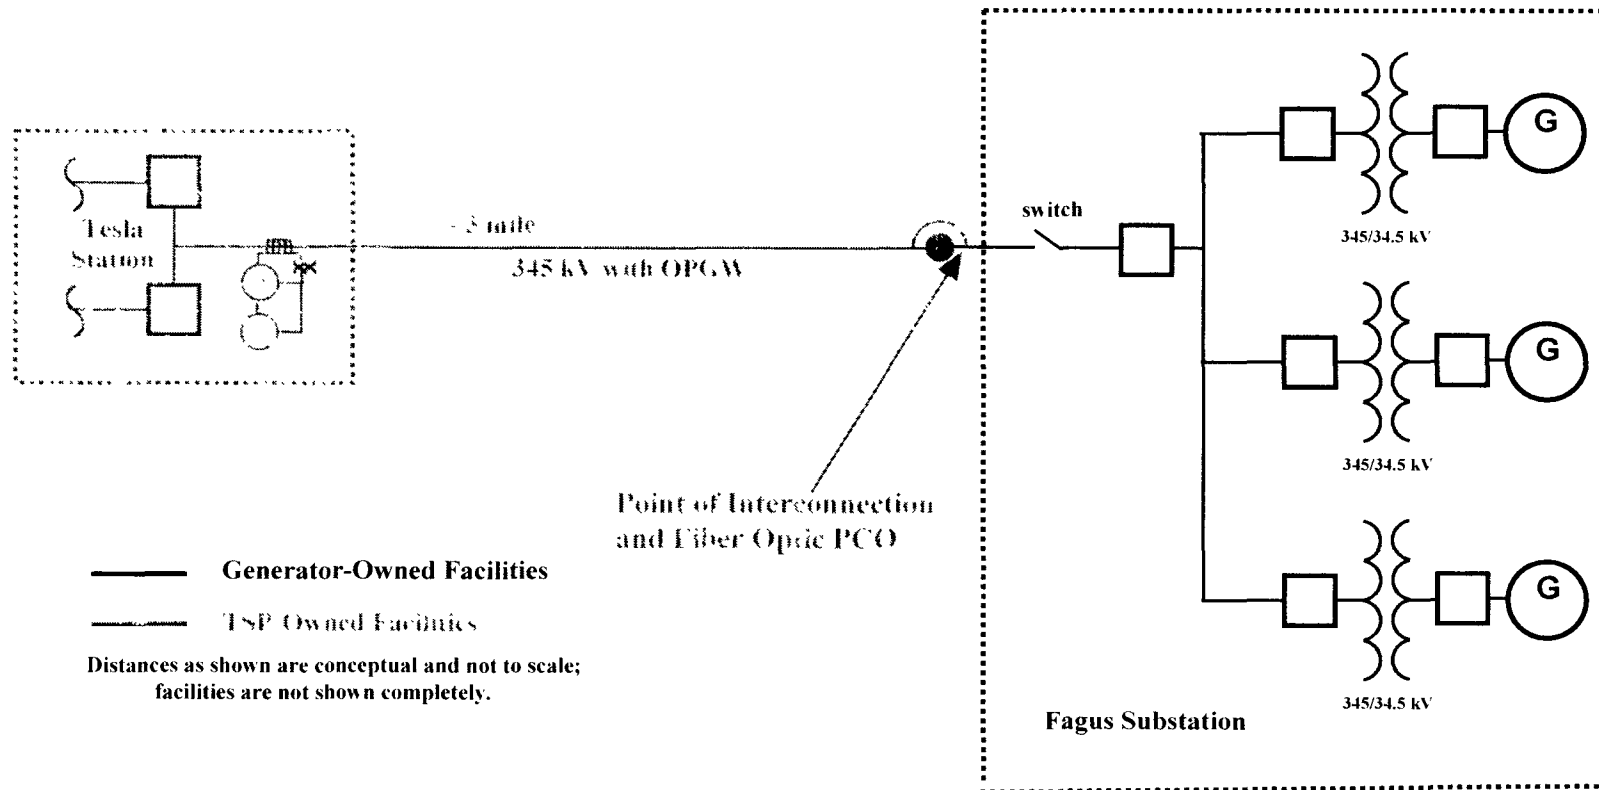 G
345/34.5 kV
switch
Tesla
Station
3 mile
345 kV with OPGW
G
345/34.5 kV
Point of Interconnection
and Fiber Optic PCO
Generator-Owned Facilities
TSP Owned Facilities
Distances as shown are conceptual and not to scale;
facilities are not shown completely.
G
345/34.5 kV
Fagus Substation